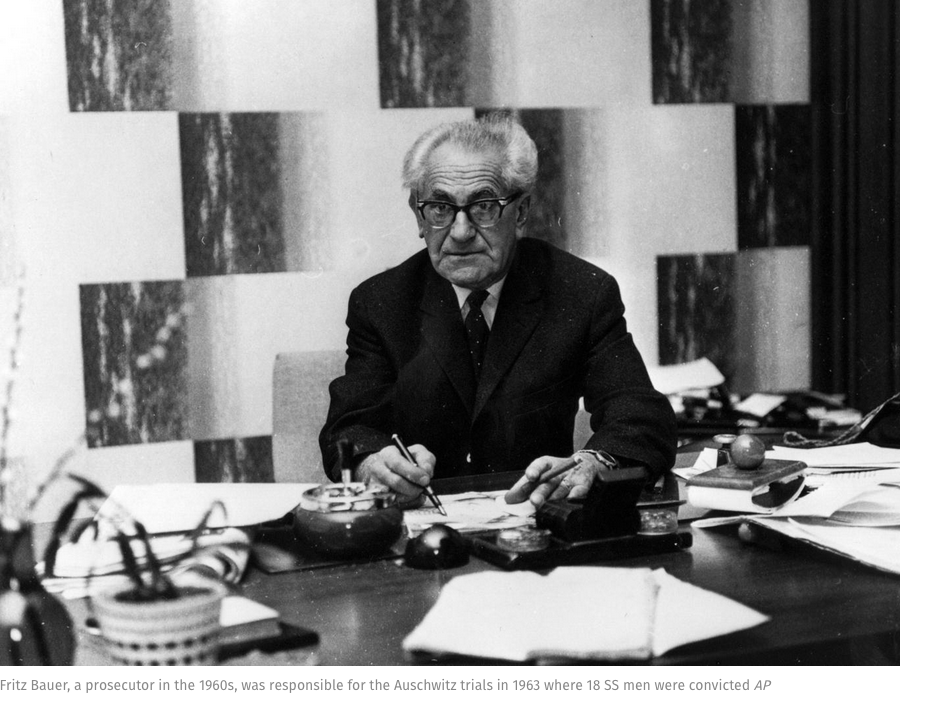 Fritz Bauer, a prosecutor in the 1960s, was responsible for the Auschwitz trials in 1963 where 18 SS men were convicted AP